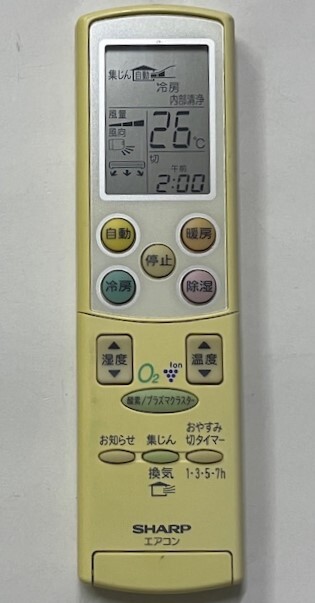 集じん 自動
冷房
内部清浄
風量
風向
26℃
切
午前
2:00
自動
暖房
停止
冷房
除湿
湿度
温度
O2
Ion
酸素/プラズマクラスター
お知らせ
集じん
おやすみ
切タイマー
換気
1・3・5・7h
SHARP
エアコン